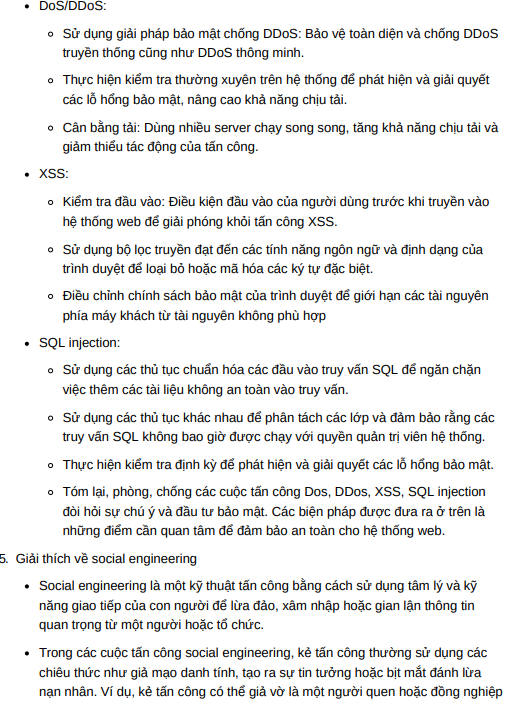 • DoS/DDoS:
◦ Sử dụng giải pháp bảo mật chống DDoS: Bảo vệ toàn diện và chống DDoS
truyền thống cũng như DDoS thông minh.
◦ Thực hiện kiểm tra thường xuyên trên hệ thống để phát hiện và giải quyết
các lỗ hổng bảo mật, nâng cao khả năng chịu tải.
◦ Cân bằng tải: Dùng nhiều server chạy song song, tăng khả năng chịu tải và
giảm thiểu tác động của tấn công.
• XSS:
◦ Kiểm tra đầu vào: Điều kiện đầu vào của người dùng trước khi truyền vào
hệ thống web để giải phóng khỏi tấn công XSS.
◦ Sử dụng bộ lọc truyền đạt đến các tính năng ngôn ngữ và định dạng của
trình duyệt để loại bỏ hoặc mã hóa các ký tự đặc biệt.
◦ Điều chỉnh chính sách bảo mật của trình duyệt để giới hạn các tài nguyên
phía máy khách từ tài nguyên không phù hợp
• SQL injection:
◦ Sử dụng các thủ tục chuẩn hóa các đầu vào truy vấn SQL để ngăn chặn
việc thêm các tài liệu không an toàn vào truy vấn.
◦ Sử dụng các thủ tục khác nhau để phân tách các lớp và đảm bảo rằng các
truy vấn SQL không bao giờ được chạy với quyền quản trị viên hệ thống.
◦ Thực hiện kiểm tra định kỳ để phát hiện và giải quyết các lỗ hổng bảo mật.
◦ Tóm lại, phòng, chống các cuộc tấn công Dos, DDos, XSS, SQL injection
đòi hỏi sự chú ý và đầu tư bảo mật. Các biện pháp được đưa ra ở trên là
những điểm cần quan tâm để đảm bảo an toàn cho hệ thống web.
5. Giải thích về social engineering
• Social engineering là một kỹ thuật tấn công bằng cách sử dụng tâm lý và kỹ
năng giao tiếp của con người để lừa đảo, xâm nhập hoặc gian lận thông tin
quan trọng từ một người hoặc tổ chức.
• Trong các cuộc tấn công social engineering, kẻ tấn công thường sử dụng các
chiêu thức như giả mạo danh tính, tạo ra sự tin tưởng hoặc bịt mắt đánh lừa
nạn nhân. Ví dụ, kẻ tấn công có thể giả vờ là một người quen hoặc đồng nghiệp